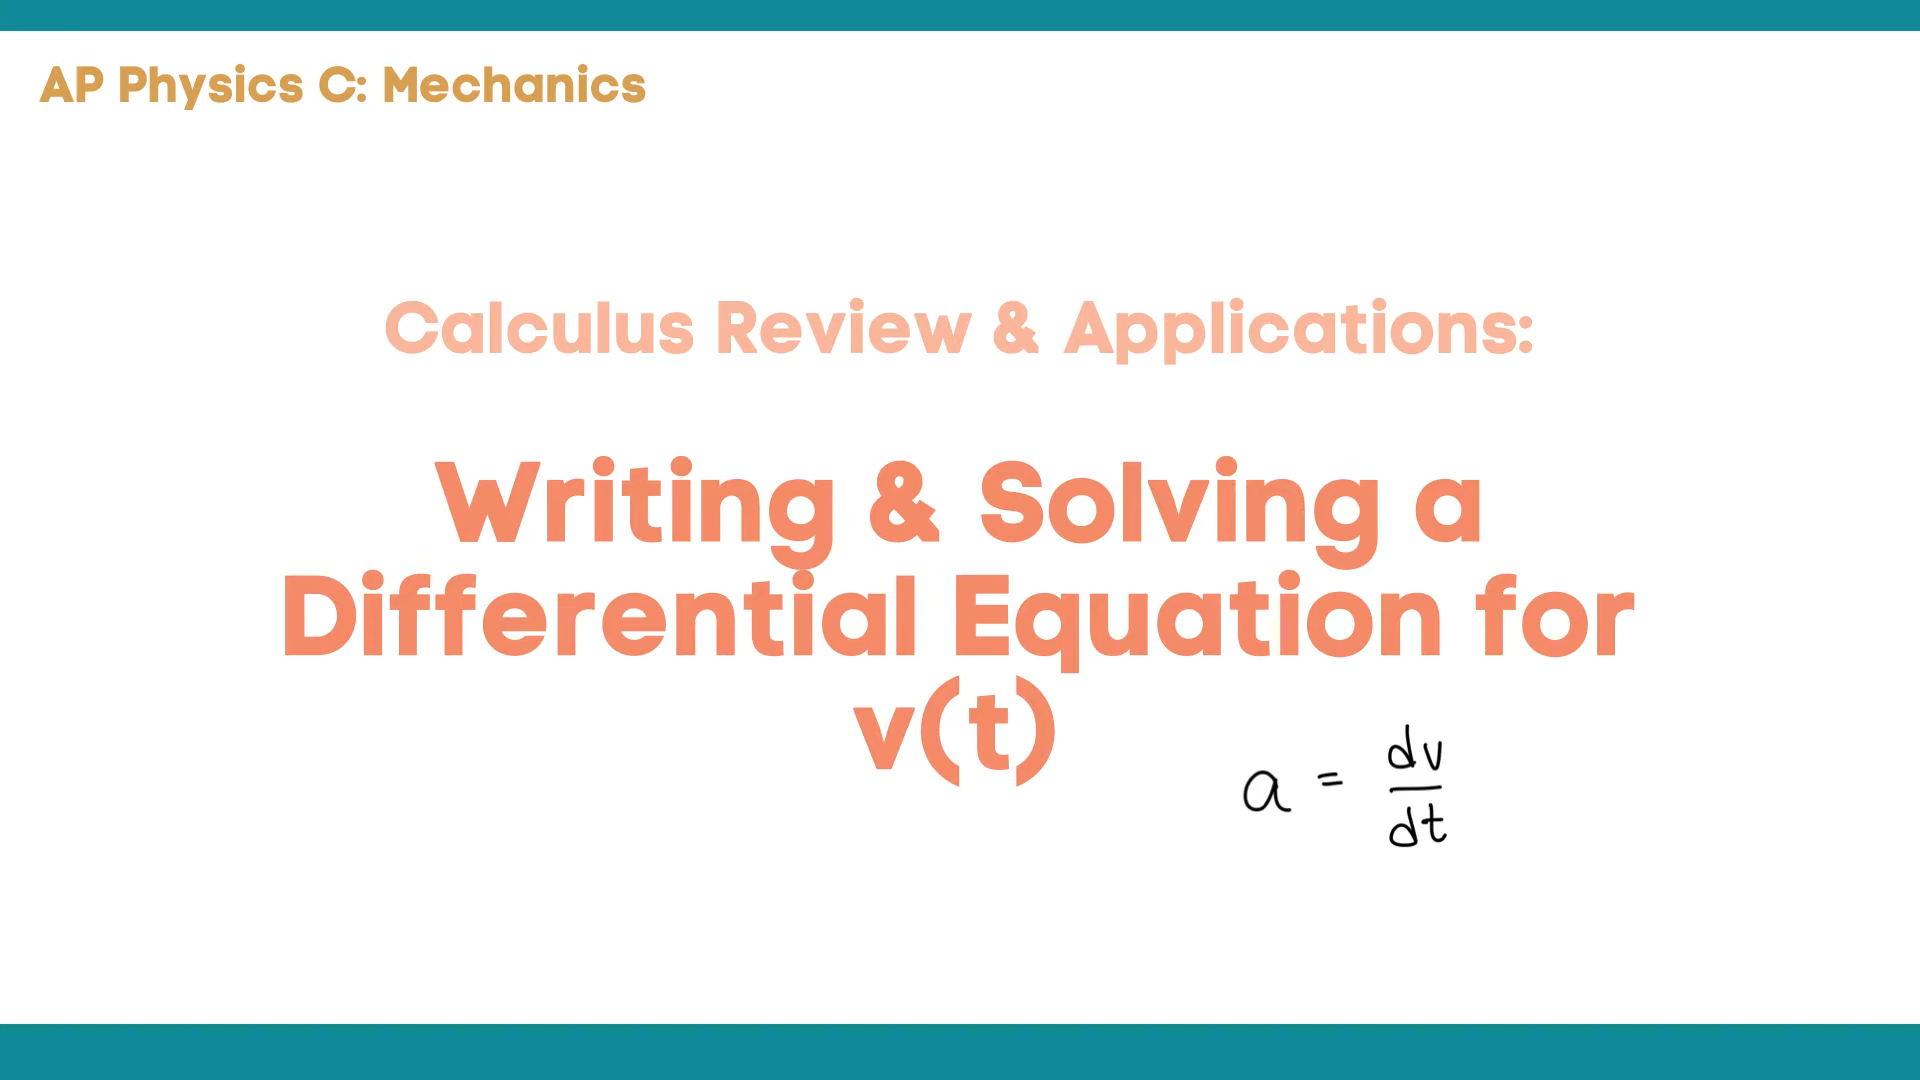 AP Physics C: Mechanics
Calculus Review & Applications:
Writing & Solving a
Differential Equation for
v(t)
a = dv/dt